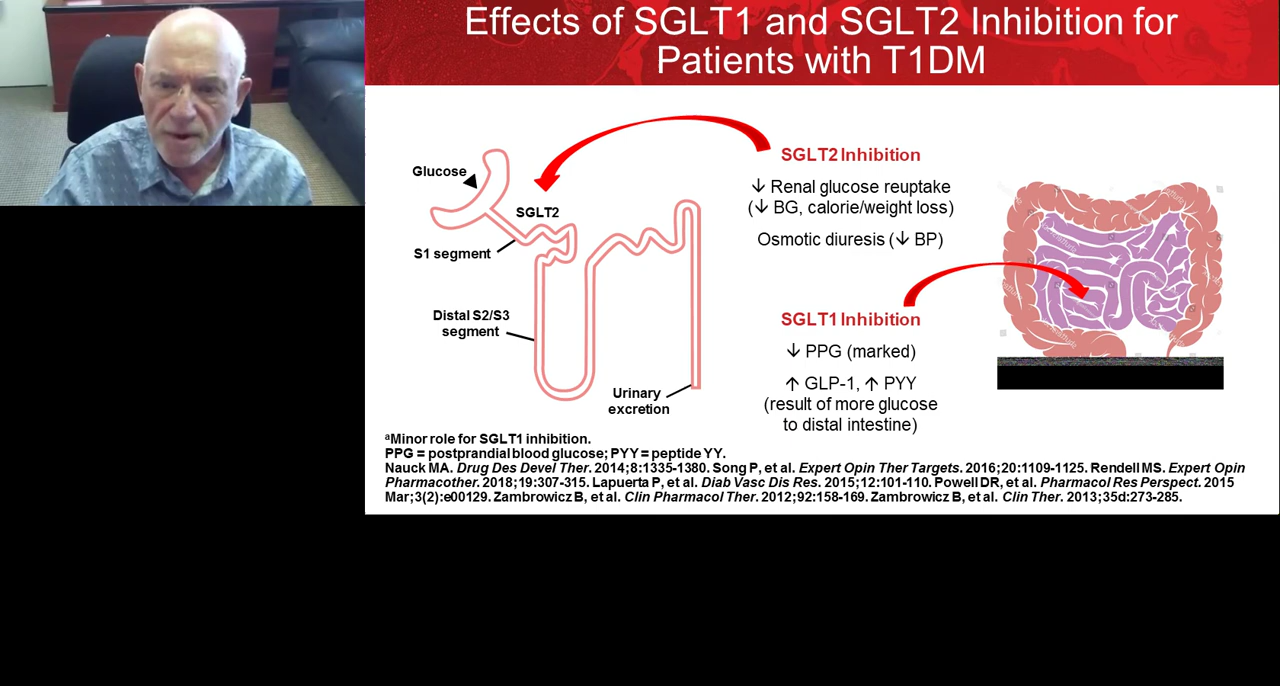 Effects of SGLT1 and SGLT2 Inhibition for
Patients with T1DM
Glucose
SGLT2
S1 segment
Distal S2/S3
segment
Urinary
excretion
SGLT2 Inhibition
↓ Renal glucose reuptake
(↓ BG, calorie/weight loss)
Osmotic diuresis (↓ BP)
SGLT1 Inhibition
↓ PPG (marked)
↑ GLP-1, ↑ PYY
(result of more glucose
to distal intestine)
ᵃMinor role for SGLT1 inhibition.
PPG = postprandial blood glucose; PYY = peptide YY.
Nauck MA. Drug Des Devel Ther. 2014;8:1335-1380. Song P, et al. Expert Opin Ther Targets. 2016;20:1109-1125. Rendell MS. Expert Opin
Pharmacother. 2018;19:307-315. Lapuerta P, et al. Diab Vasc Dis Res. 2015;12:101-110. Powell DR, et al. Pharmacol Res Perspect. 2015
Mar;3(2):e00129. Zambrowicz B, et al. Clin Pharmacol Ther. 2012;92:158-169. Zambrowicz B, et al. Clin Ther. 2013;35d:273-285.